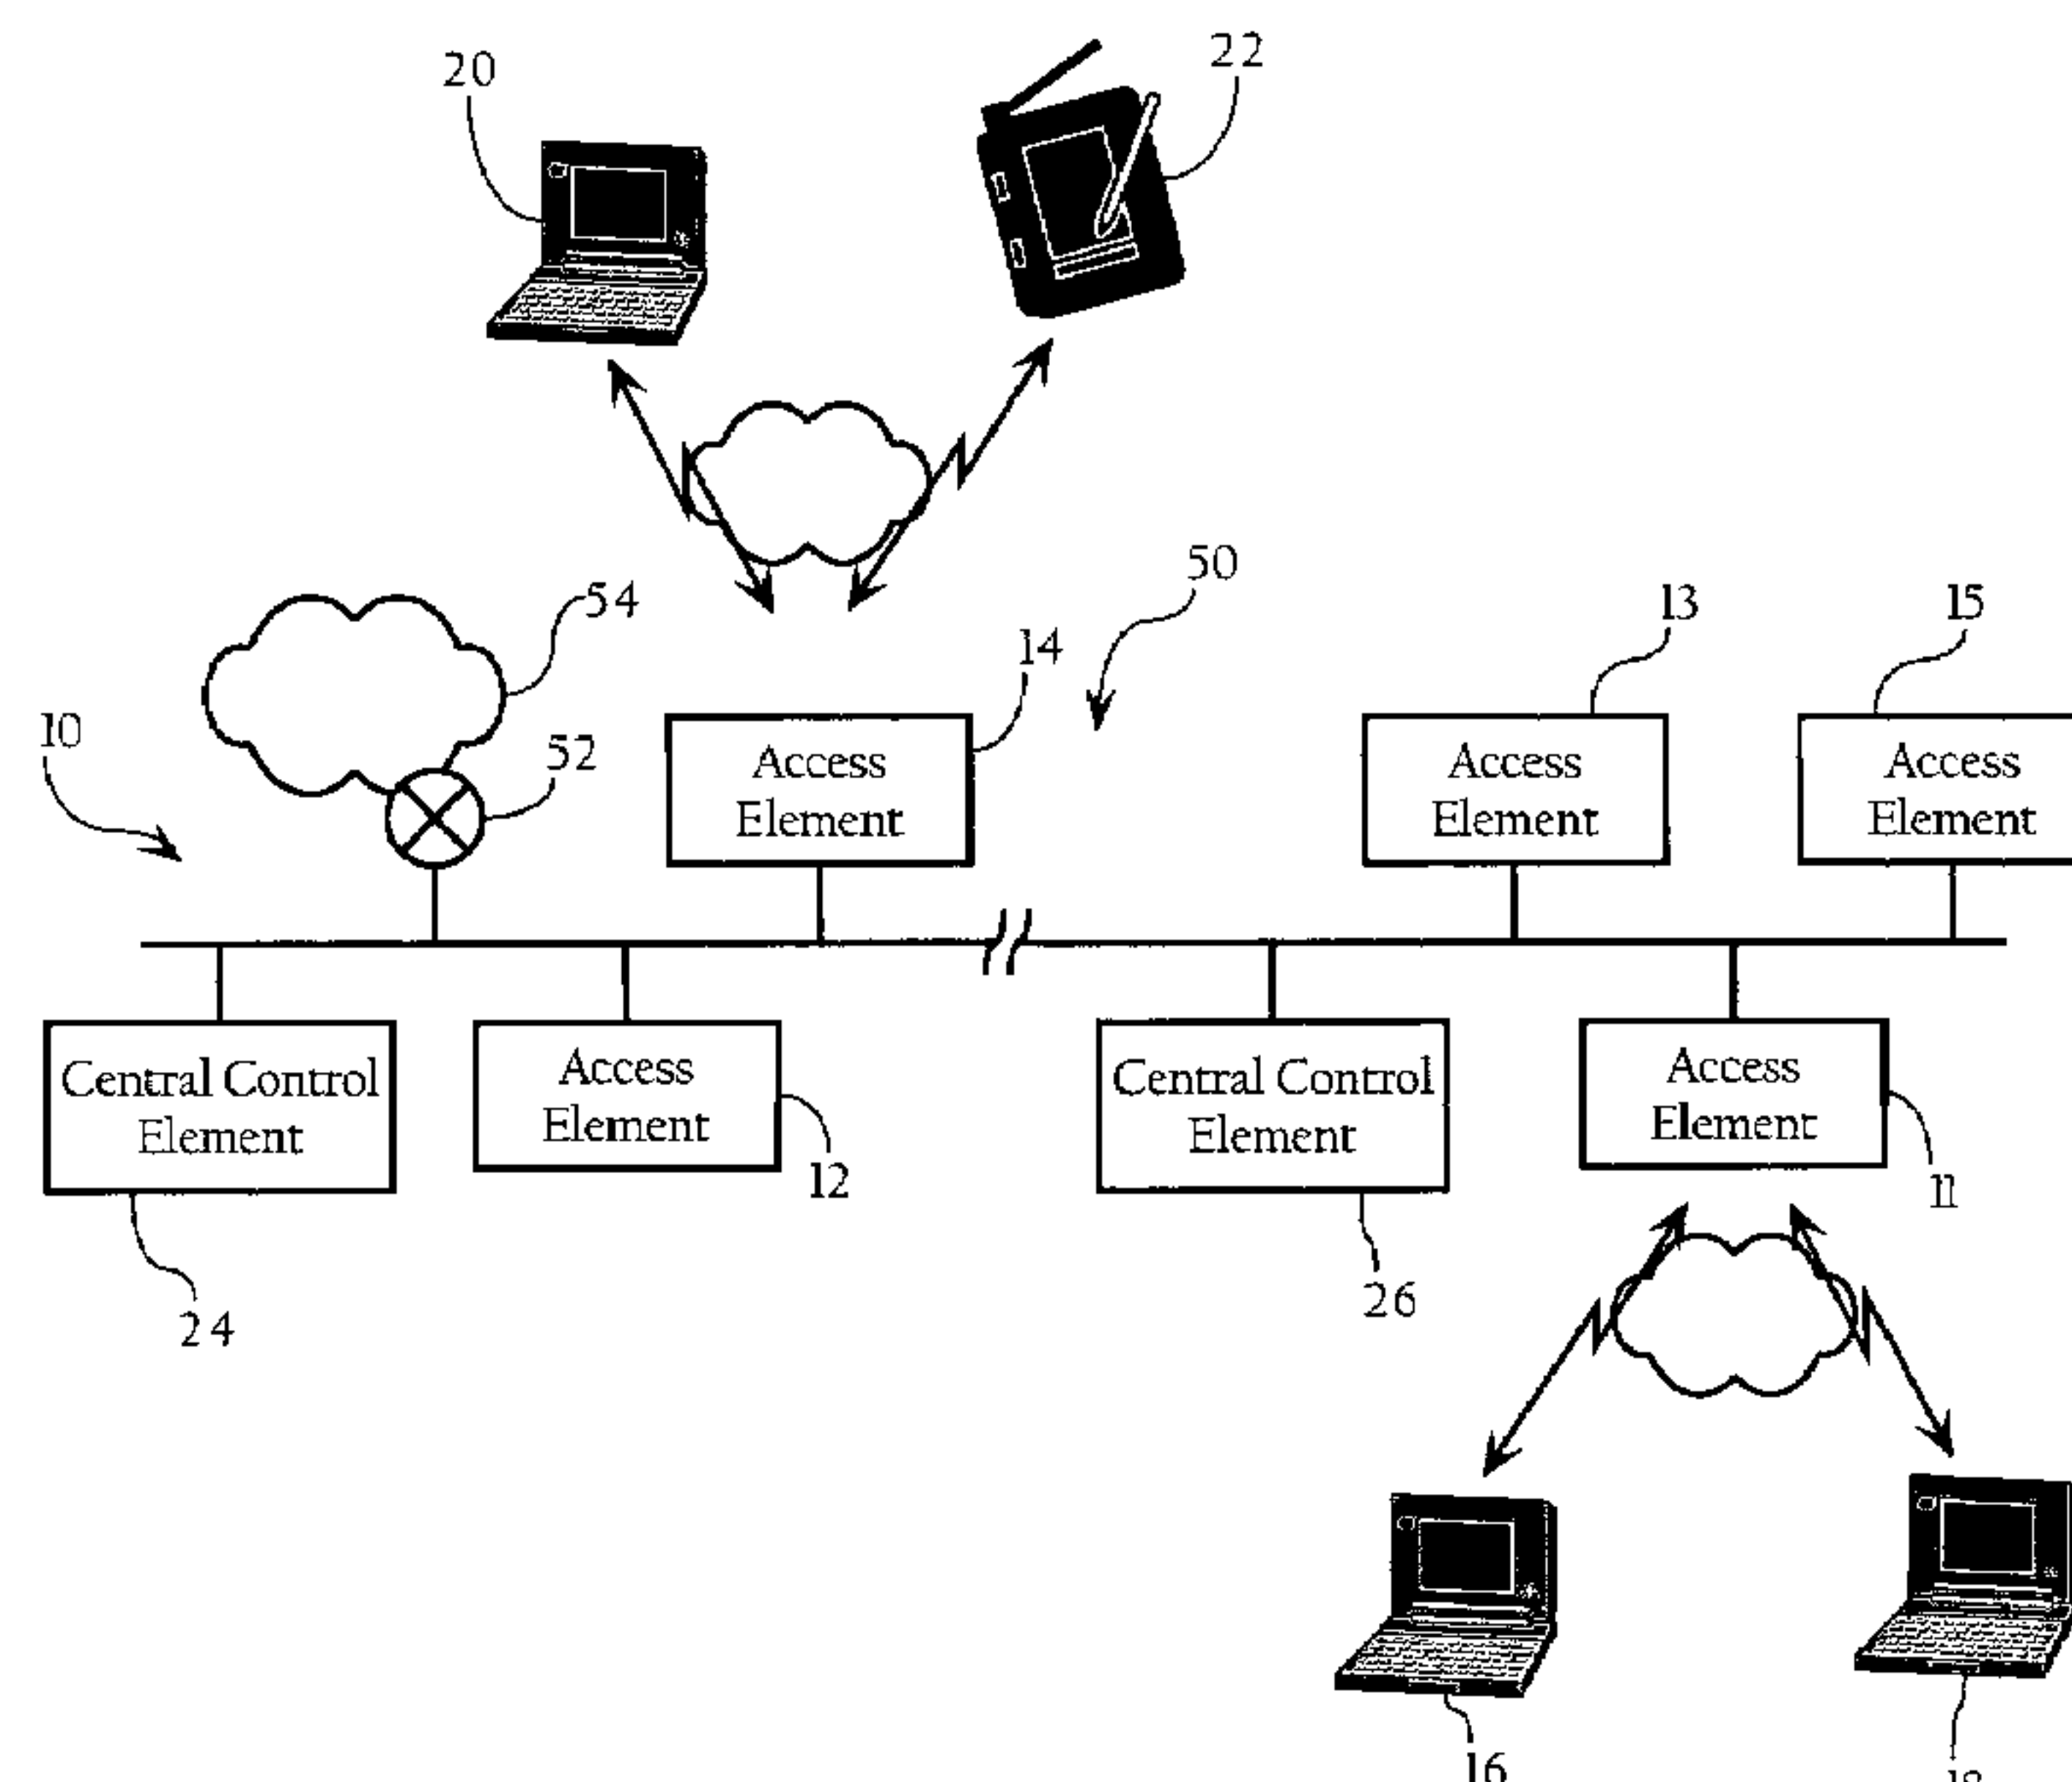 20
22
54
50
14
13
15
10
52
Access
Element
Access
Element
Access
Element
Central Control
Element
Access
Element
Central Control
Element
Access
Element
12
11
24
26
16
18